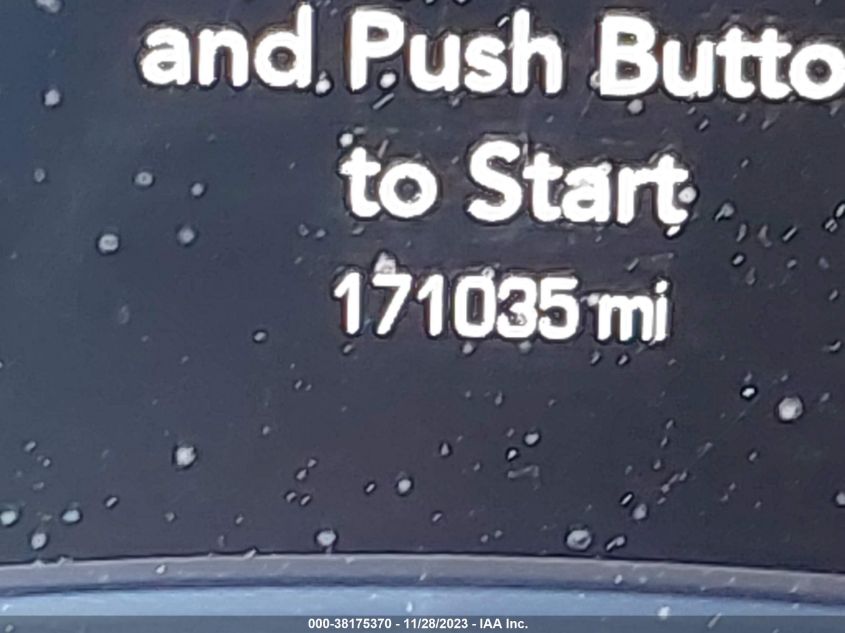 and Push Butto
to Start
171035 mi
000-38175370 - 11/28/2023 - IAA Inc.